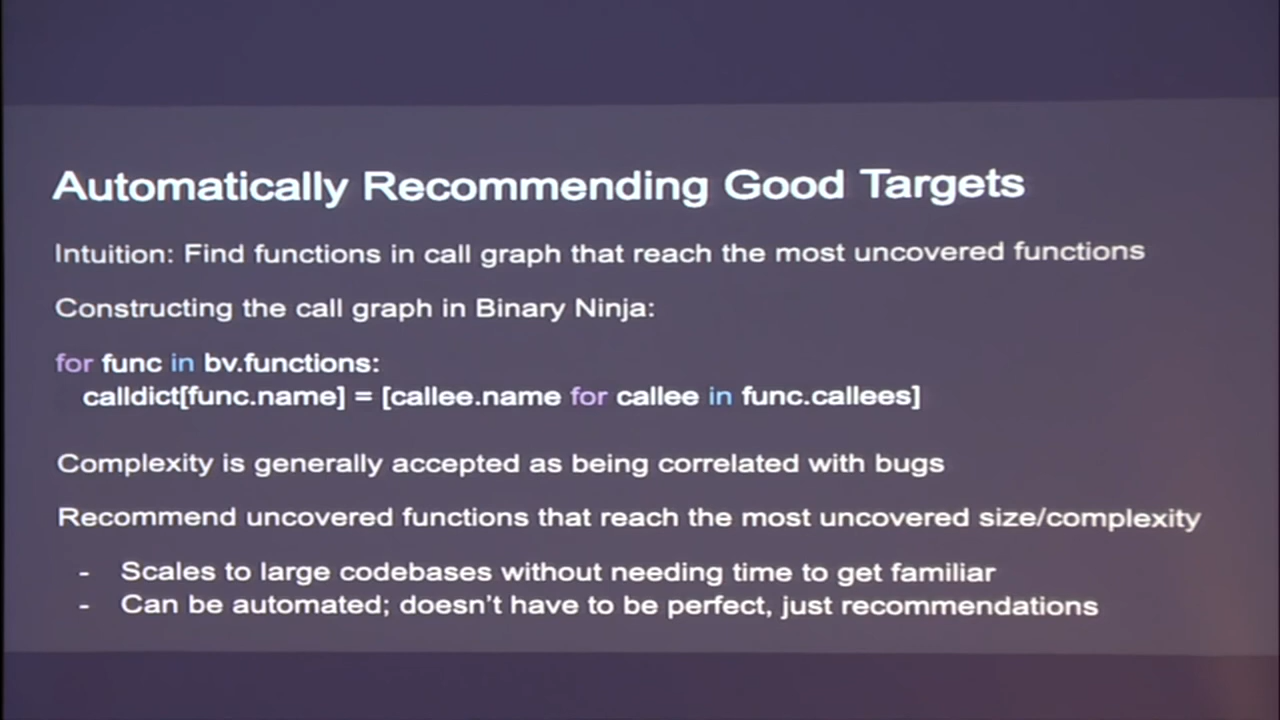 Automatically Recommending Good Targets
Intuition: Find functions in call graph that reach the most uncovered functions
Constructing the call graph in Binary Ninja:
for func in bv.functions:
calldict[func.name] = [callee.name for callee in func.callees]
Complexity is generally accepted as being correlated with bugs
Recommend uncovered functions that reach the most uncovered size/complexity
- Scales to large codebases without needing time to get familiar
- Can be automated; doesn't have to be perfect, just recommendations